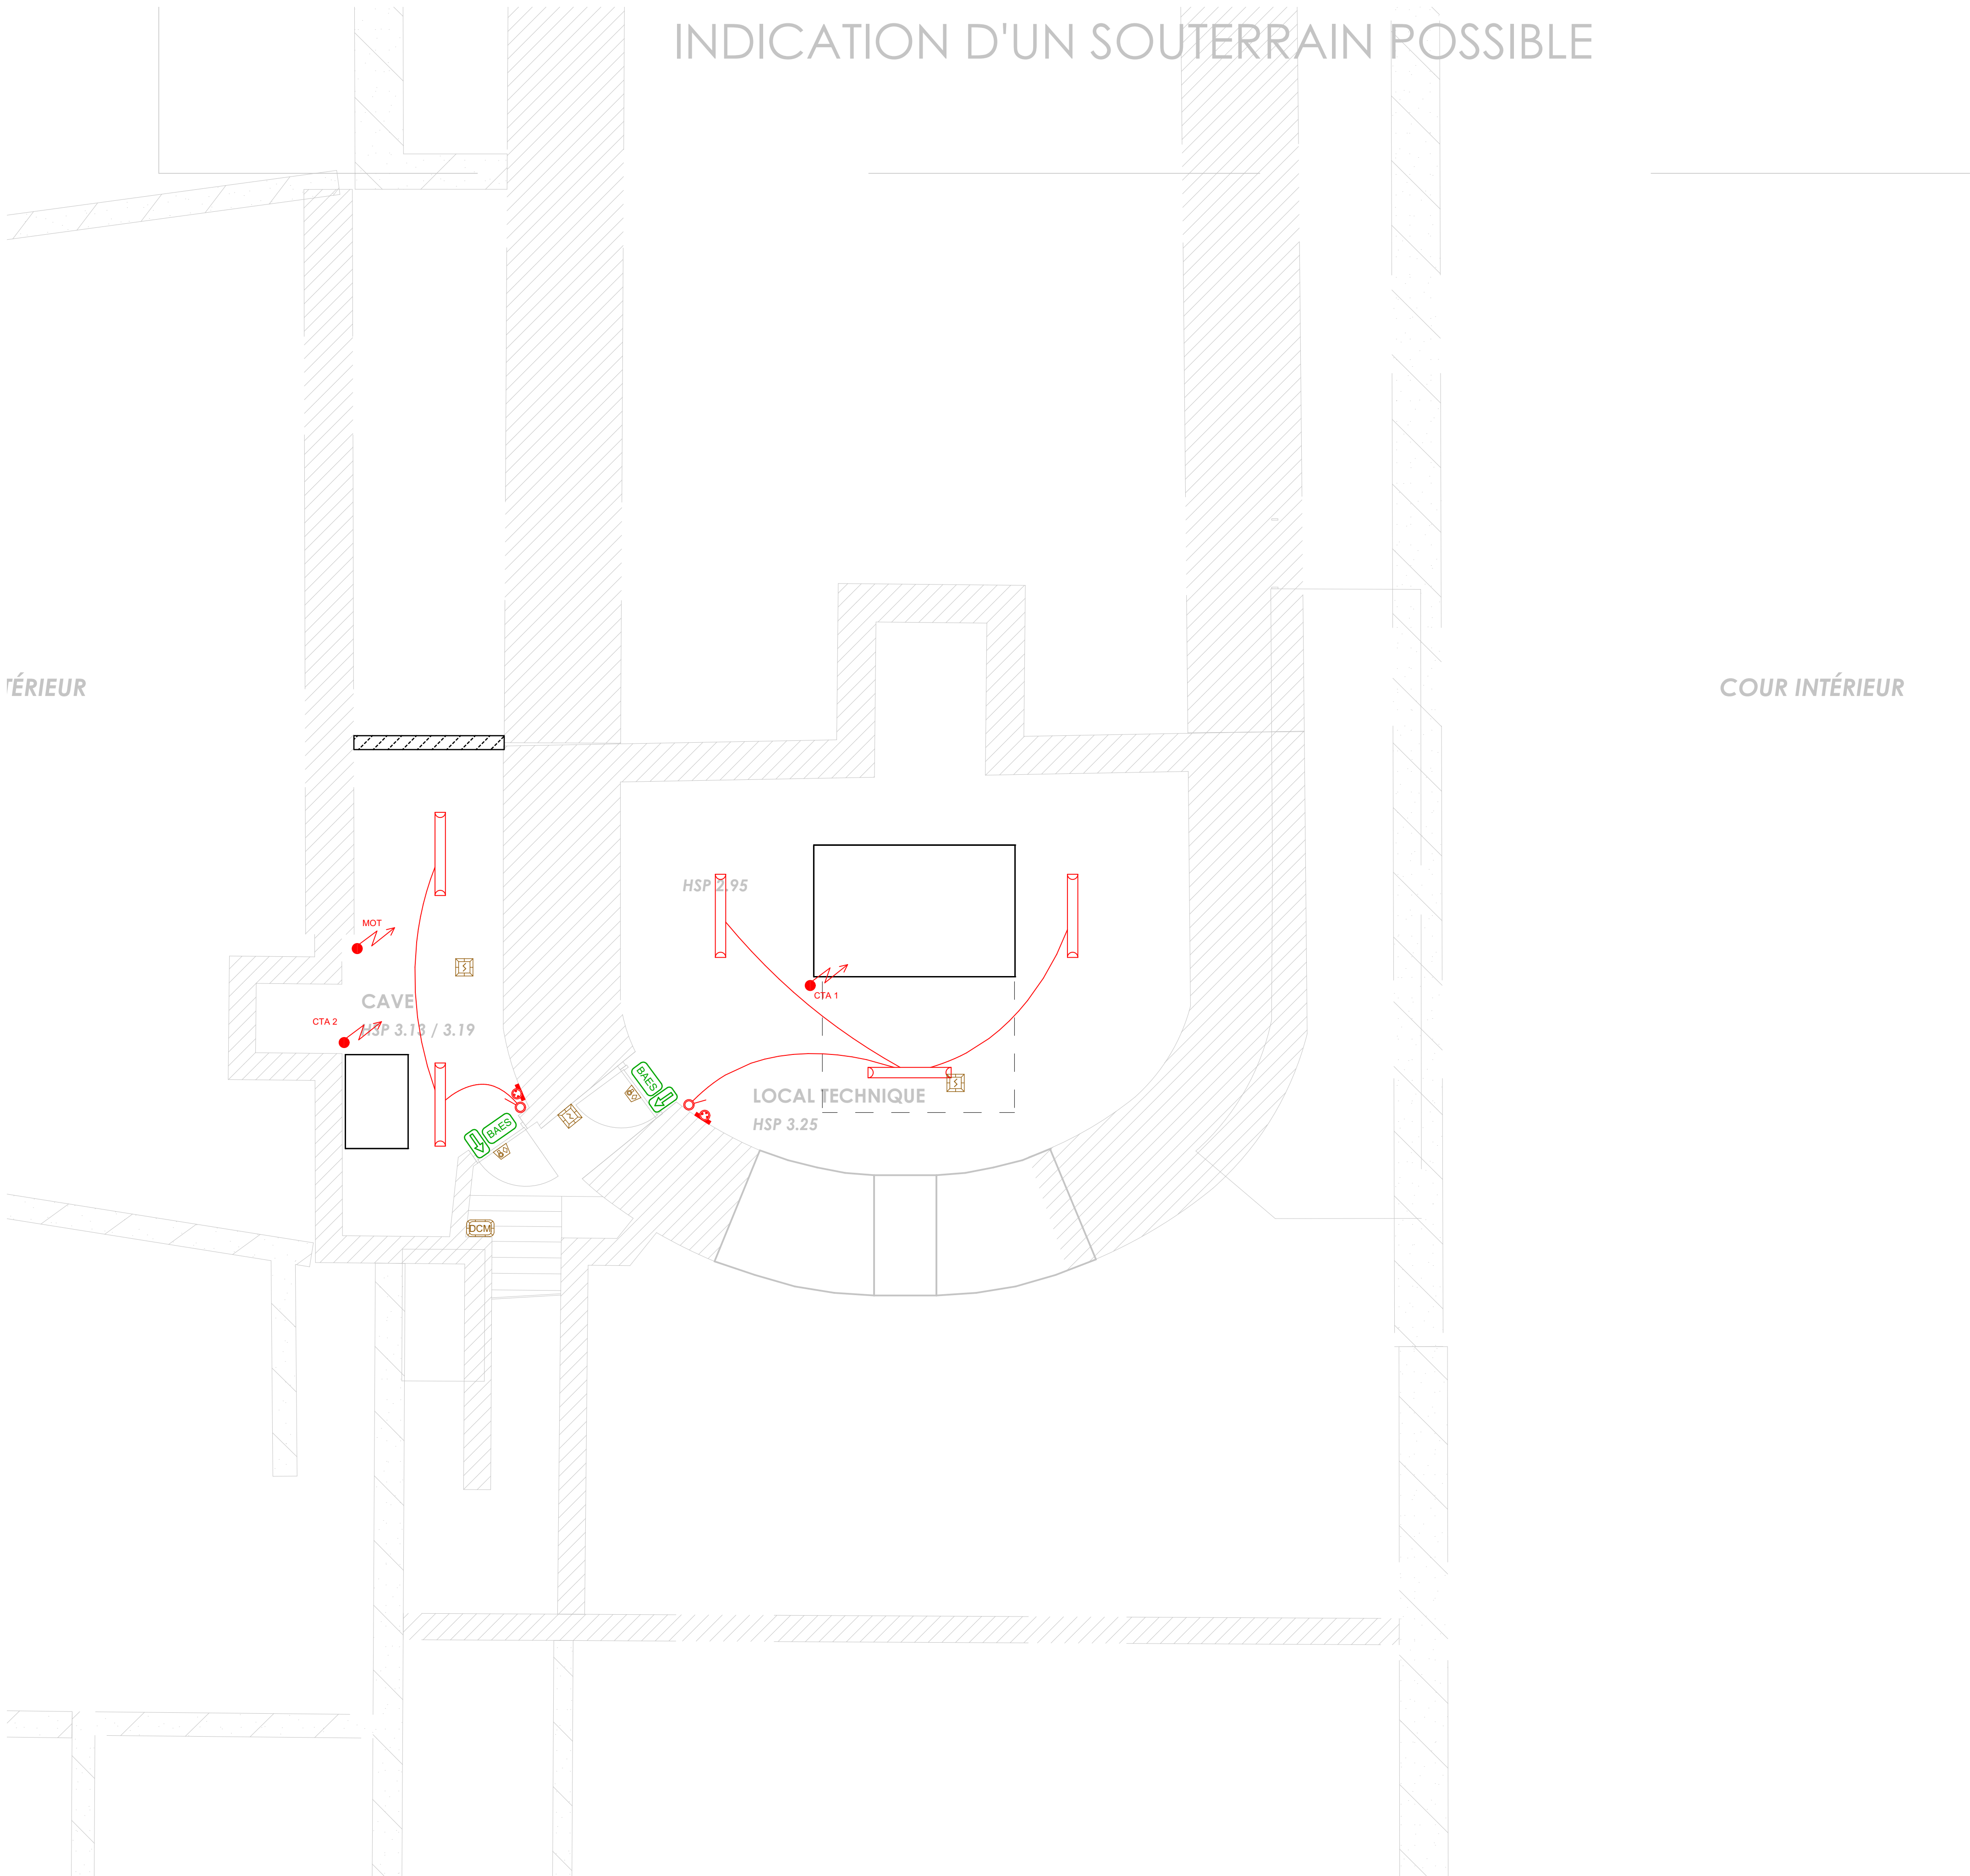 INDICATION D'UN SOUTERRAIN POSSIBLE
TÉRIEUR
COUR INTÉRIEUR
HSP 2.95
MOT
CAVE
CTA 1
CTA 2
HSP 3.13 / 3.19
BAES
LOCAL TECHNIQUE
HSP 3.25
BAES
DCM